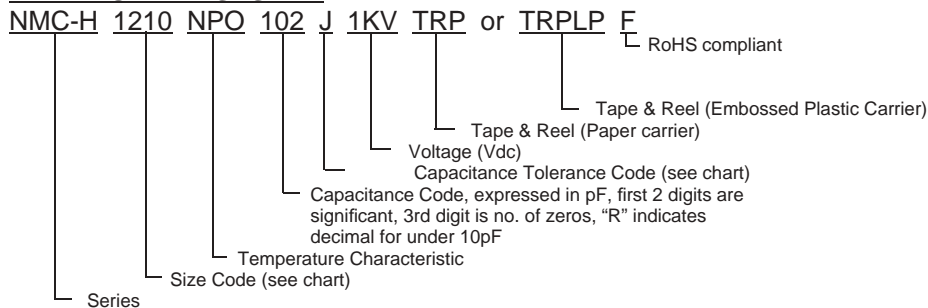 NMC-H 1210 NPO 102 J 1KV TRP or TRPLP F
RoHS compliant
Tape & Reel (Embossed Plastic Carrier)
Tape & Reel (Paper carrier)
Voltage (Vdc)
Capacitance Tolerance Code (see chart)
Capacitance Code, expressed in pF, first 2 digits are
significant, 3rd digit is no. of zeros, “R” indicates
decimal for under 10pF
Temperature Characteristic
Size Code (see chart)
Series